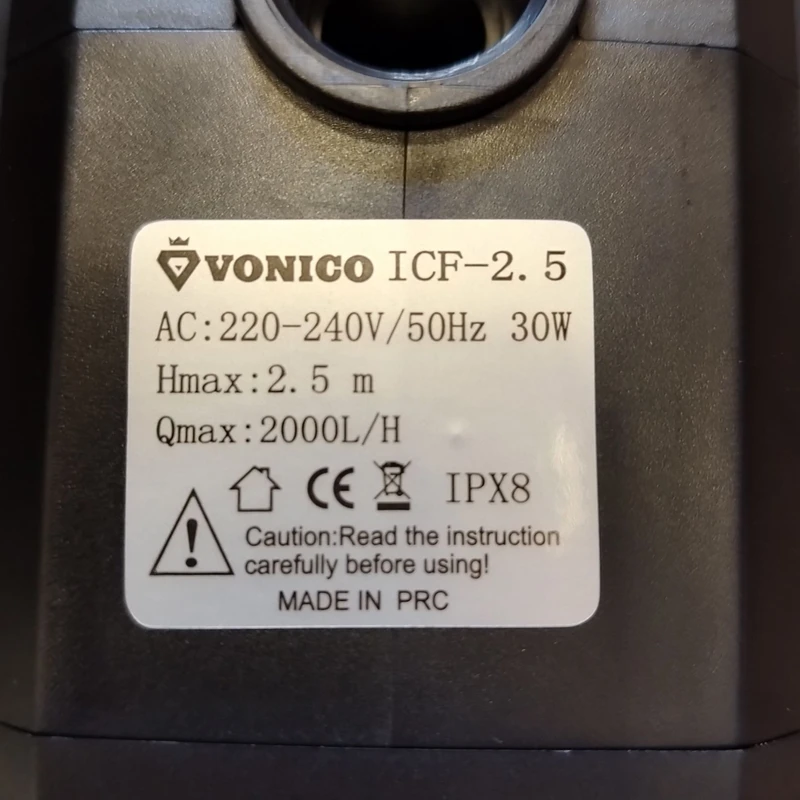 VONICO ICF-2.5
AC:220-240V/50Hz 30W
Hmax:2.5 m
Qmax:2000L/H
CE IPX8
Caution:Read the instruction
carefully before using!
MADE IN PRC